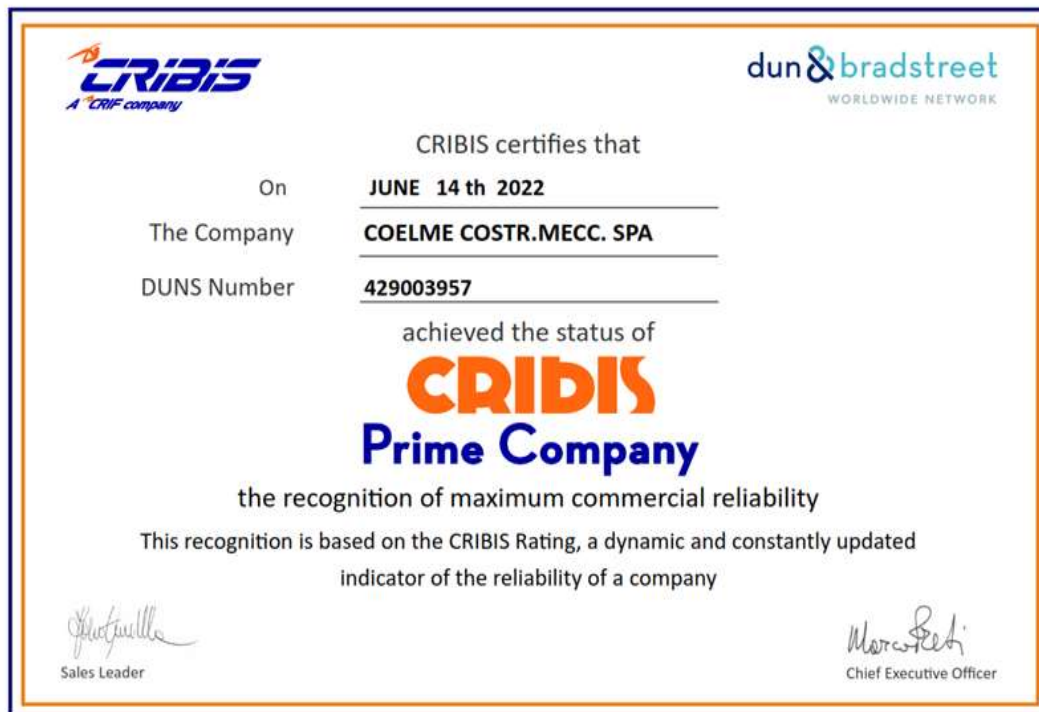 CRIBIS
A CRIF company
dun & bradstreet
WORLDWIDE NETWORK
CRIBIS certifies that
On JUNE 14 th 2022
The Company COELME COSTR.MECC. SPA
DUNS Number 429003957
achieved the status of
CRIBIS
Prime Company
the recognition of maximum commercial reliability
This recognition is based on the CRIBIS Rating, a dynamic and constantly updated
indicator of the reliability of a company
Sales Leader
Marco Preti
Chief Executive Officer